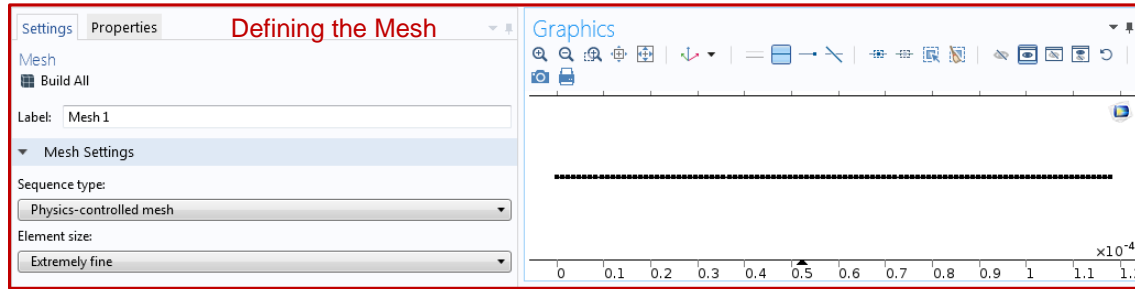 Settings Properties Defining the Mesh
Mesh
Build All
Label: Mesh 1
Mesh Settings
Sequence type:
Physics-controlled mesh
Element size:
Extremely fine
Graphics
×10⁻⁴
0 0.1 0.2 0.3 0.4 0.5 0.6 0.7 0.8 0.9 1 1.1